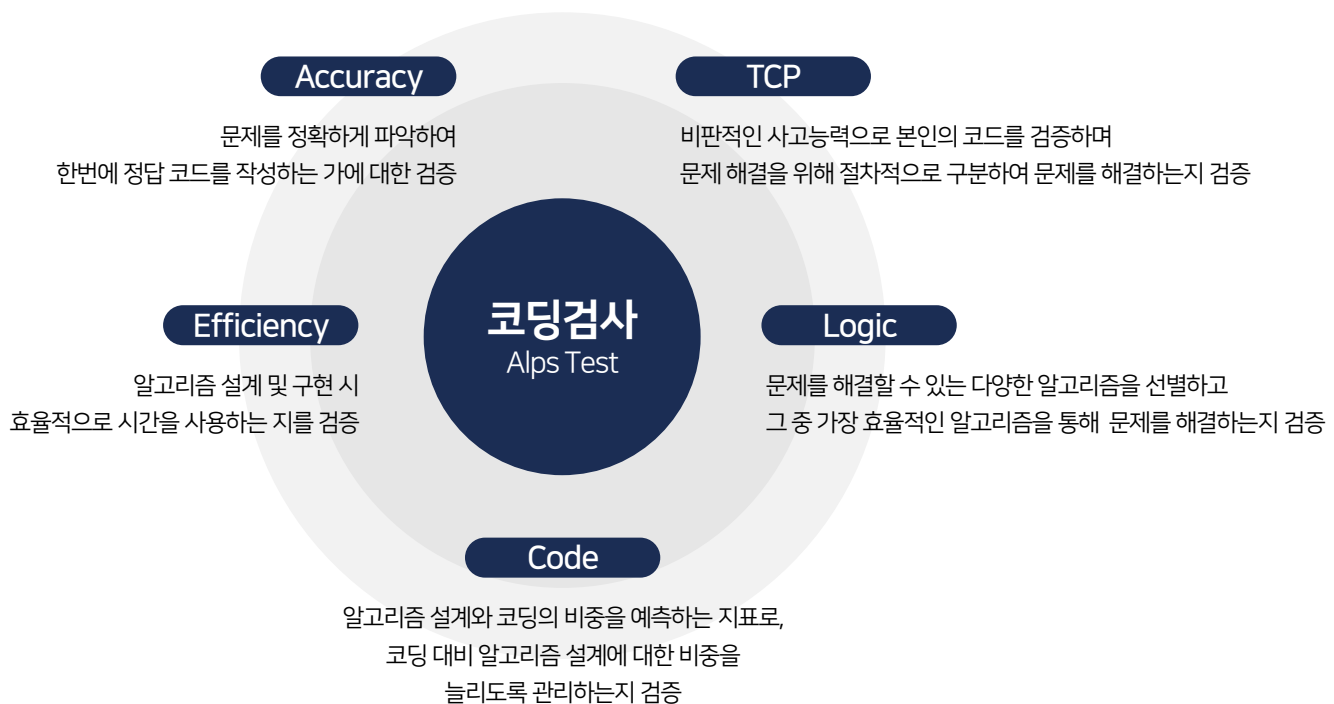 Accuracy
문제를 정확하게 파악하여
한번에 정답 코드를 작성하는 가에 대한 검증
TCP
비판적인 사고능력으로 본인의 코드를 검증하며
문제 해결을 위해 절차적으로 구분하여 문제를 해결하는지 검증
코딩검사
Alps Test
Efficiency
알고리즘 설계 및 구현 시
효율적으로 시간을 사용하는 지를 검증
Logic
문제를 해결할 수 있는 다양한 알고리즘을 선별하고
그 중 가장 효율적인 알고리즘을 통해 문제를 해결하는지 검증
Code
알고리즘 설계와 코딩의 비중을 예측하는 지표로,
코딩 대비 알고리즘 설계에 대한 비중을
늘리도록 관리하는지 검증